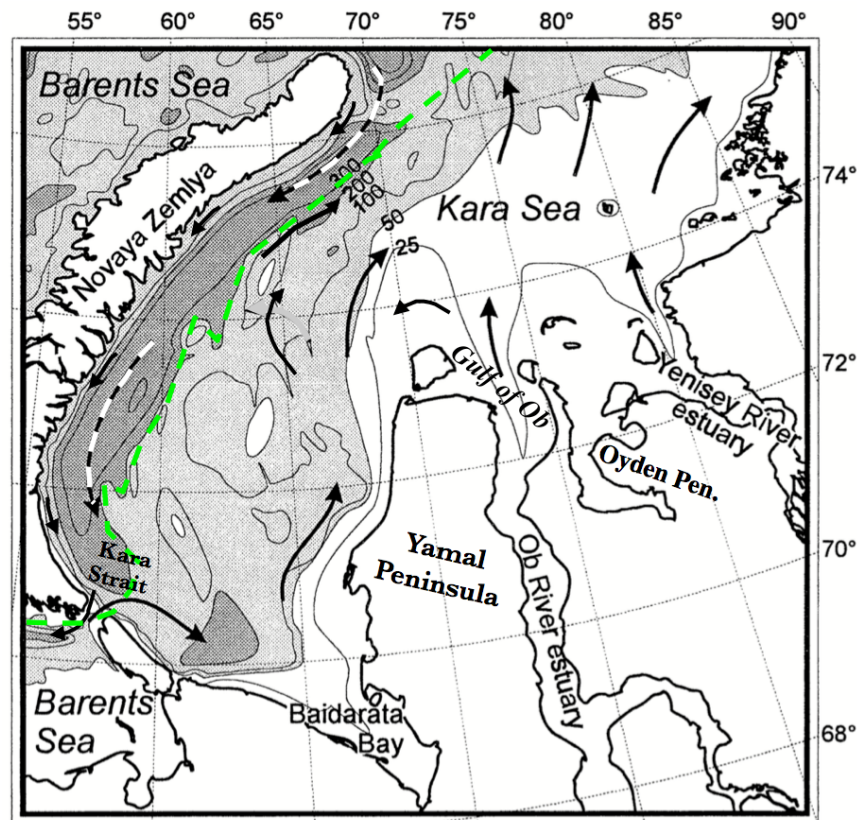 55° 60° 65° 70° 75° 80° 85° 90°
Barents Sea
74°
Novaya Zemlya
300
200
100
50
25
Kara Sea
72°
Gulf of Ob
Yenisey River
estuary
Oyden Pen.
70°
Kara
Strait
Yamal
Peninsula
Ob River estuary
Barents
Sea
Baidarata
Bay
68°